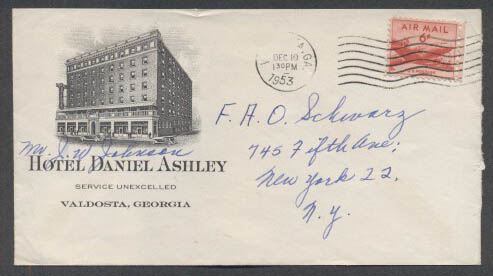 Mr. J. W. Johnson
HOTEL DANIEL ASHLEY
SERVICE UNEXCELLED
VALDOSTA, GEORGIA
GA.
DEC 10
1 30 PM
1953
AIR MAIL
6¢
F. A. O. Schwarz
745 Fifth Ave;
New York 22,
N.Y.